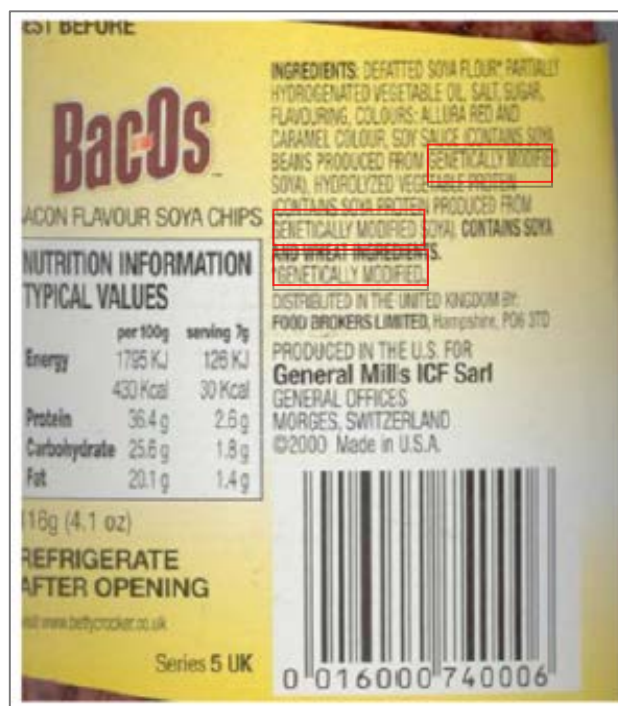 EST BEFORE
Bac-Os
ACON FLAVOUR SOYA CHIPS
NUTRITION INFORMATION
TYPICAL VALUES
per 100g serving 7g
Energy 1795 KJ 126 KJ
430 Kcal 30 Kcal
Protein 36.4 g 2.6 g
Carbohydrate 25.6 g 1.8 g
Fat 20.1 g 1.4 g
116g (4.1 oz)
REFRIGERATE
AFTER OPENING
www.bettycrocker.co.uk
Series 5 UK
INGREDIENTS: DEFATTED SOYA FLOUR*, PARTIALLY
HYDROGENATED VEGETABLE OIL, SALT, SUGAR,
FLAVOURING, COLOURS: ALLURA RED AND
CARAMEL COLOUR, SOY SAUCE (CONTAINS SOYA
BEANS PRODUCED FROM GENETICALLY MODIFIED
SOYA), HYDROLYZED VEGETABLE PROTEIN
(CONTAINS SOYA PROTEIN PRODUCED FROM
GENETICALLY MODIFIED SOYA). CONTAINS SOYA
AND WHEAT INGREDIENTS.
*GENETICALLY MODIFIED.
DISTRIBUTED IN THE UNITED KINGDOM BY:
FOOD BROKERS LIMITED, Hampshire, PO6 3TD
PRODUCED IN THE U.S. FOR
General Mills ICF Sarl
GENERAL OFFICES
MORGES, SWITZERLAND
©2000 Made in U.S.A.
0 016000 740006